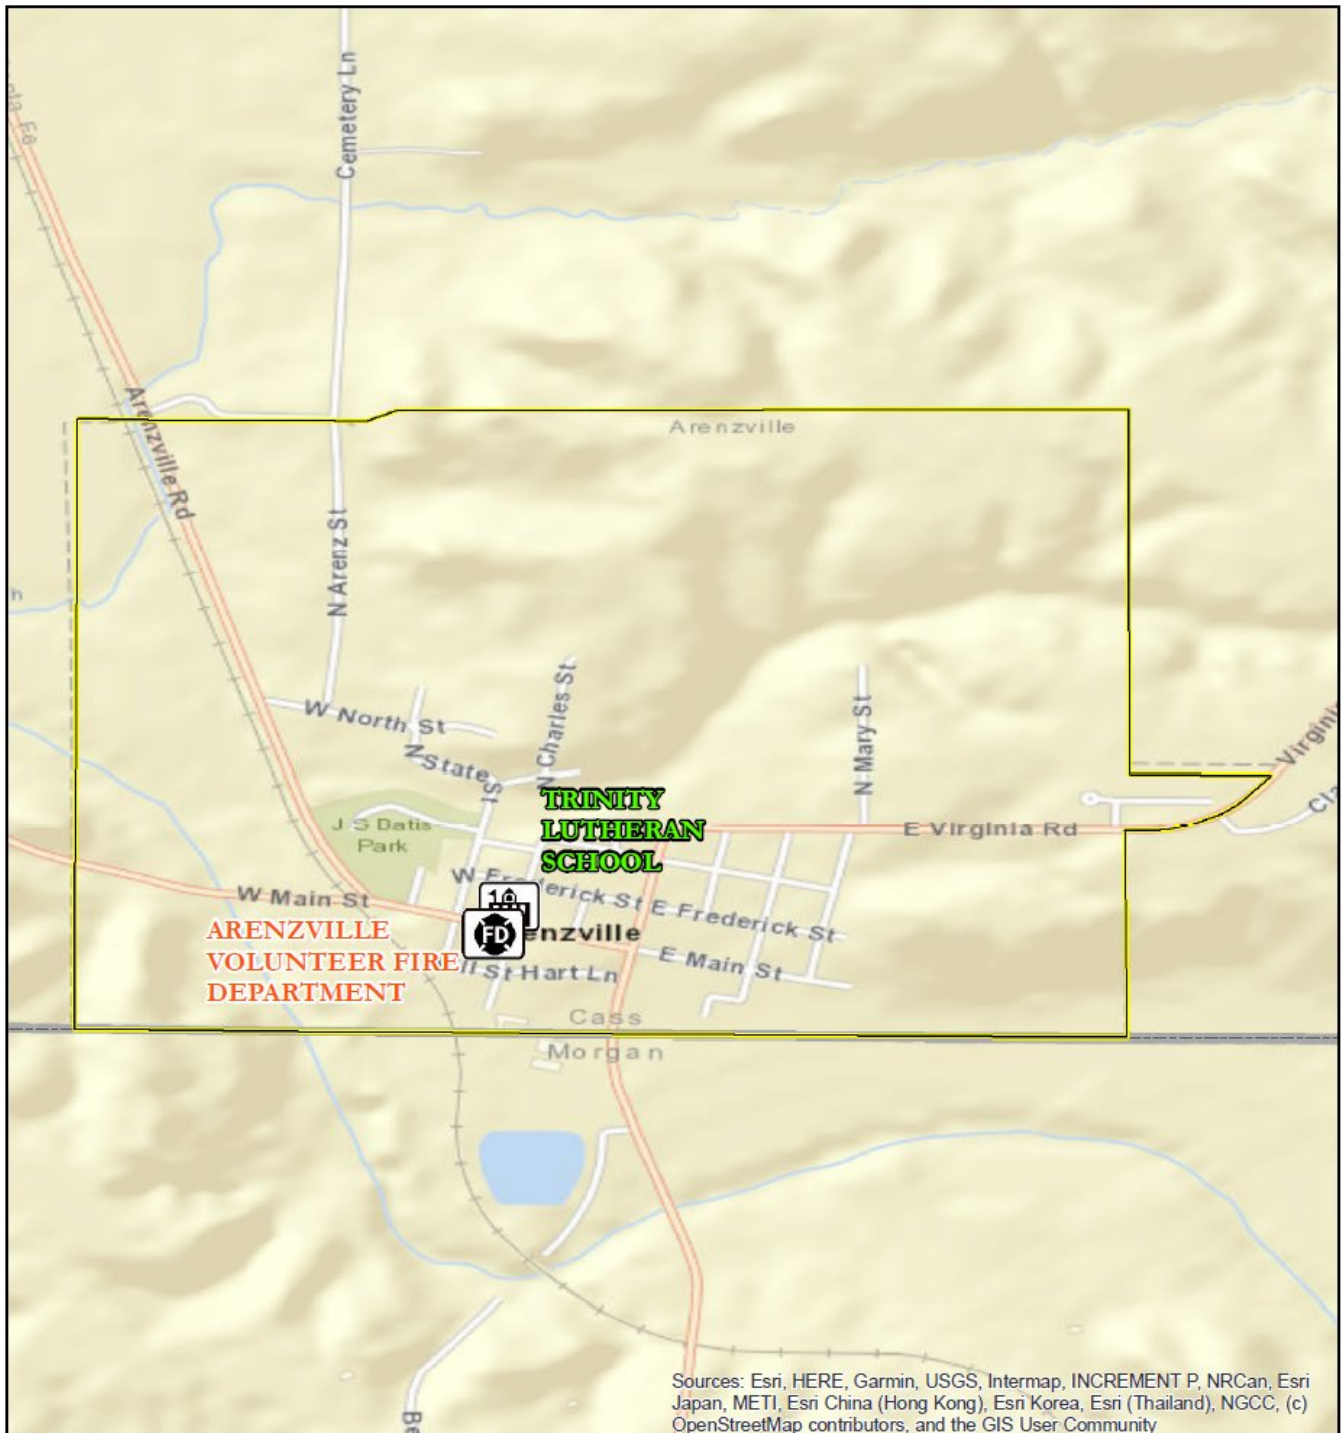 Cemetery Ln
Arenzville Rd
Arenzville
N Arenz St
W North St
N State St
N Charles St
N Mary St
Virginia
TRINITY
LUTHERAN
SCHOOL
J S Datis
Park
E Virginia Rd
W Main St
W Frederick St
E Frederick St
ARENZVILLE
VOLUNTEER FIRE
DEPARTMENT
FD
enzville
Hart Ln
E Main St
Cass
Morgan
Sources: Esri, HERE, Garmin, USGS, Intermap, INCREMENT P, NRCan, Esri
Japan, METI, Esri China (Hong Kong), Esri Korea, Esri (Thailand), NGCC, (c)
OpenStreetMap contributors, and the GIS User Community